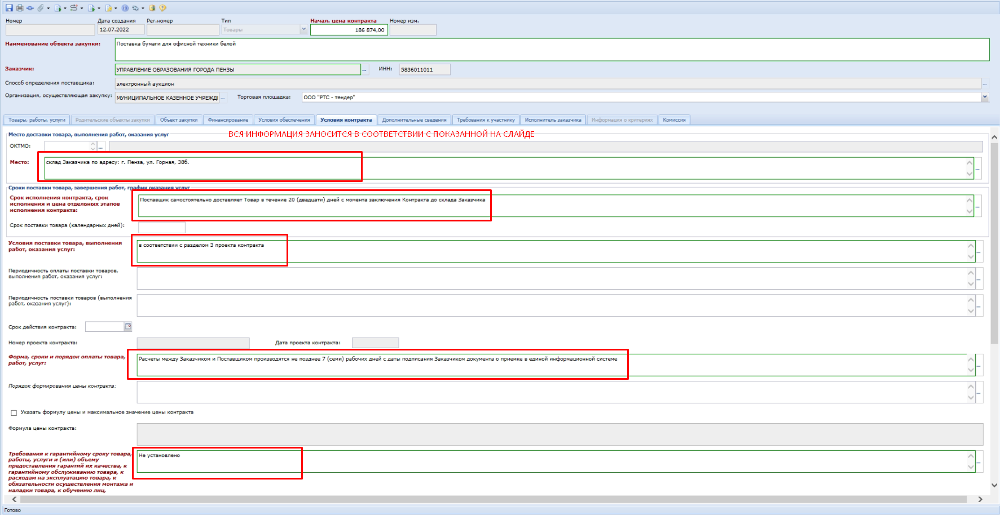 Номер Дата создания Рег.номер Тип Начал. цена контракта Номер изм.
12.07.2022 Товары 186 874,00
Наименование объекта закупки: Поставка бумаги для офисной техники белой
Заказчик: УПРАВЛЕНИЕ ОБРАЗОВАНИЯ ГОРОДА ПЕНЗЫ ... ИНН: 5836011011
Способ определения поставщика: электронный аукцион ...
Организация, осуществляющая закупку: МУНИЦИПАЛЬНОЕ КАЗЕННОЕ УЧРЕЖДI ... Торговая площадка: ООО "РТС - тендер"
Товары, работы, услуги Родительские объекты закупки Объект закупки Финансирование Условия обеспечения Условия контракта Дополнительные сведения Требования к участнику Исполнитель заказчика Информация о критериях Комиссия
Место доставки товара, выполнения работ, оказания услуг ВСЯ ИНФОРМАЦИЯ ЗАНОСИТСЯ В СООТВЕТСТВИИ С ПОКАЗАННОЙ НА СЛАЙДЕ
ОКТМО: ...
Место: склад Заказчика по адресу: г. Пенза, ул. Горная, 38б. ...
Сроки поставки товара, завершения работ, график оказания услуг
Срок исполнения контракта, срок
исполнения и цена отдельных этапов
исполнения контракта:
Поставщик самостоятельно доставляет Товар в течение 20 (двадцати) дней с момента заключения Контракта до склада Заказчика ...
Срок поставки товара (календарных дней):
Условия поставки товара, выполнения
работ, оказания услуг:
в соответствии с разделом 3 проекта контракта ...
Периодичность оплаты поставки товаров,
выполнения работ, оказания услуг: ...
Периодичность поставки товаров (выполнения
работ, оказания услуг): ...
Срок действия контракта:
Номер проекта контракта: Дата проекта контракта:
Форма, сроки и порядок оплаты товара,
работ, услуг:
Расчеты между Заказчиком и Поставщиком производятся не позднее 7 (семи) рабочих дней с даты подписания Заказчиком документа о приемке в единой информационной системе ...
Порядок формирования цены контракта: ...
Указать формулу цены и максимальное значение цены контракта
Формула цены контракта:
Требования к гарантийному сроку товара,
работы, услуги и (или) объему
предоставления гарантий их качества, к
гарантийному обслуживанию товара, к
расходам на эксплуатацию товара, к
обязательности осуществления монтажа и
наладки товара, к обучению лиц,
Не установлено ...
Готово